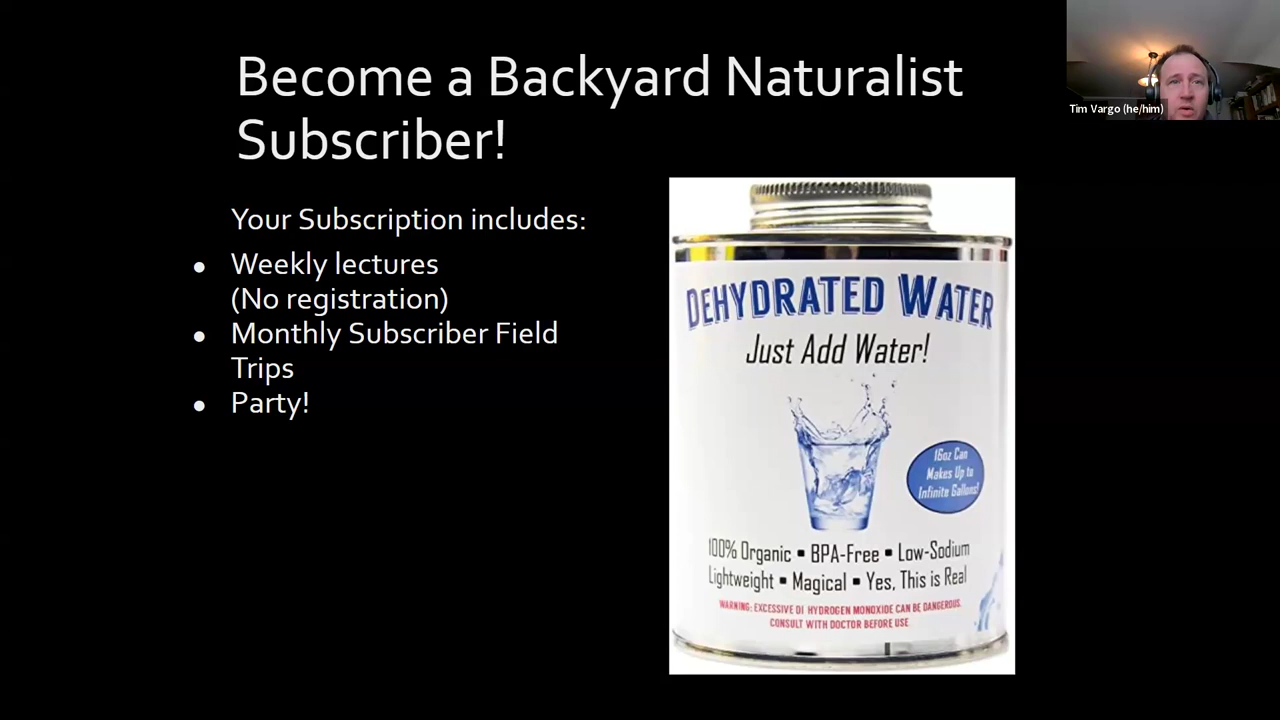 Become a Backyard Naturalist
Subscriber!
Tim Vargo (he/him)
Your Subscription includes:
● Weekly lectures
(No registration)
● Monthly Subscriber Field
Trips
● Party!
DEHYDRATED WATER
Just Add Water!
16oz Can
Makes Up to
Infinite Gallons!
100% Organic ▪ BPA-Free ▪ Low-Sodium
Lightweight ▪ Magical ▪ Yes, This is Real
WARNING: EXCESSIVE DI HYDROGEN MONOXIDE CAN BE DANGEROUS.
CONSULT WITH DOCTOR BEFORE USE